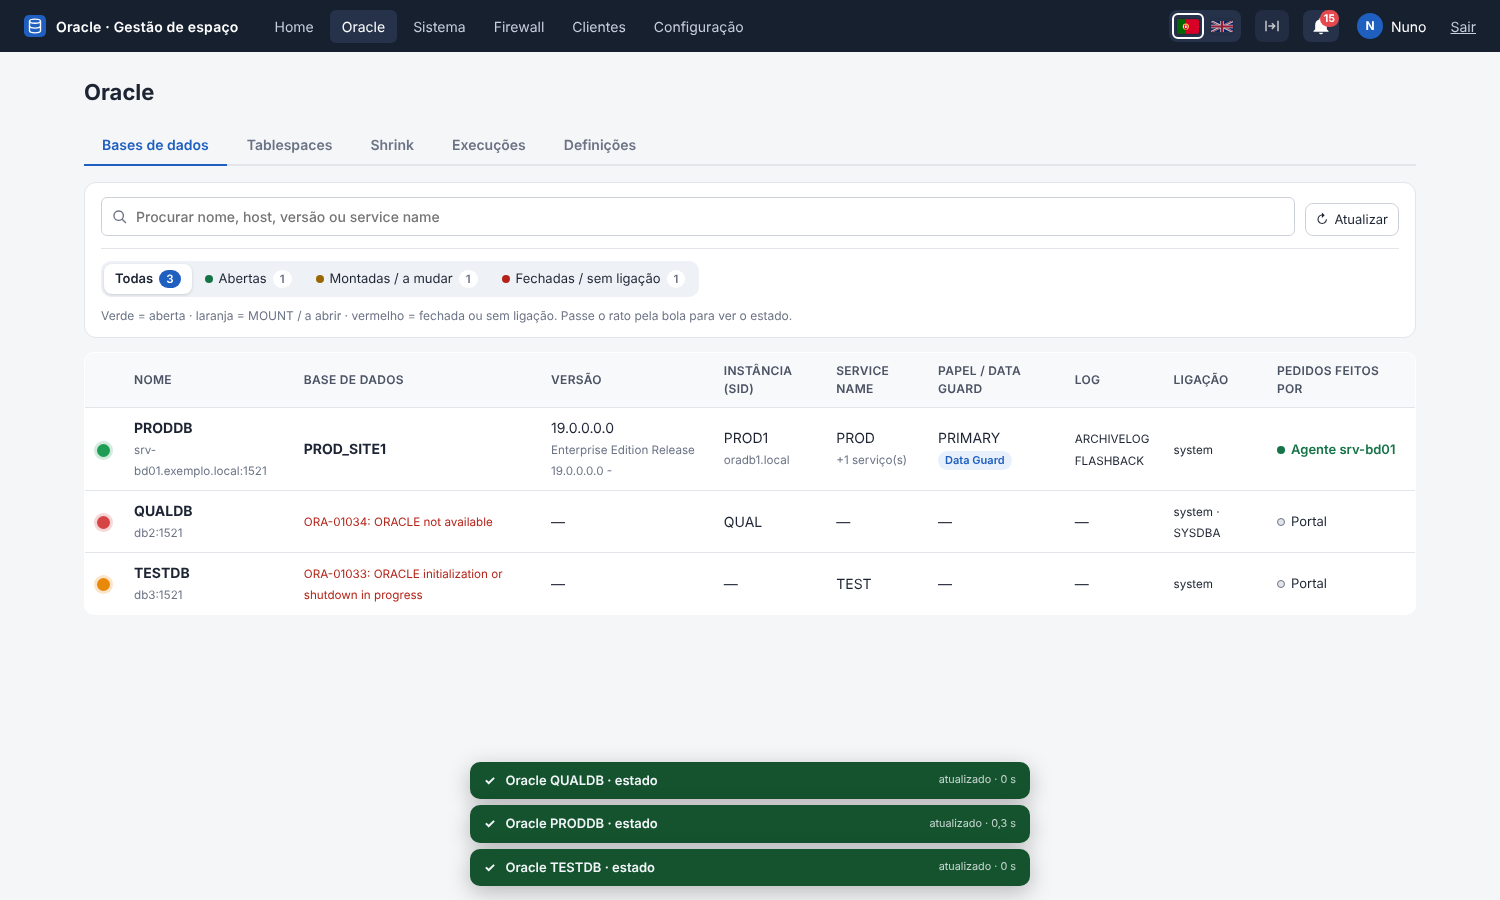 Oracle · Gestão de espaço
Home
Oracle
Sistema
Firewall
Clientes
Configuração
15
N
Nuno
Sair
Oracle
Bases de dados
Tablespaces
Shrink
Execuções
Definições
Procurar nome, host, versão ou service name
Atualizar
Todas 3
Abertas 1
Montadas / a mudar 1
Fechadas / sem ligação 1
Verde = aberta · laranja = MOUNT / a abrir · vermelho = fechada ou sem ligação. Passe o rato pela bola para ver o estado.
NOME
BASE DE DADOS
VERSÃO
INSTÂNCIA
(SID)
SERVICE
NAME
PAPEL / DATA
GUARD
LOG
LIGAÇÃO
PEDIDOS FEITOS
POR
PRODDB
srv-
bd01.exemplo.local:1521
PROD_SITE1
19.0.0.0.0
Enterprise Edition Release
19.0.0.0.0 -
PROD1
oradb1.local
PROD
+1 serviço(s)
PRIMARY
Data Guard
ARCHIVELOG
FLASHBACK
system
Agente srv-bd01
QUALDB
db2:1521
ORA-01034: ORACLE not available
—
QUAL
—
—
—
system ·
SYSDBA
Portal
TESTDB
db3:1521
ORA-01033: ORACLE initialization or
shutdown in progress
—
—
TEST
—
—
system
Portal
✓ Oracle QUALDB · estado atualizado · 0 s
✓ Oracle PRODDB · estado atualizado · 0,3 s
✓ Oracle TESTDB · estado atualizado · 0 s